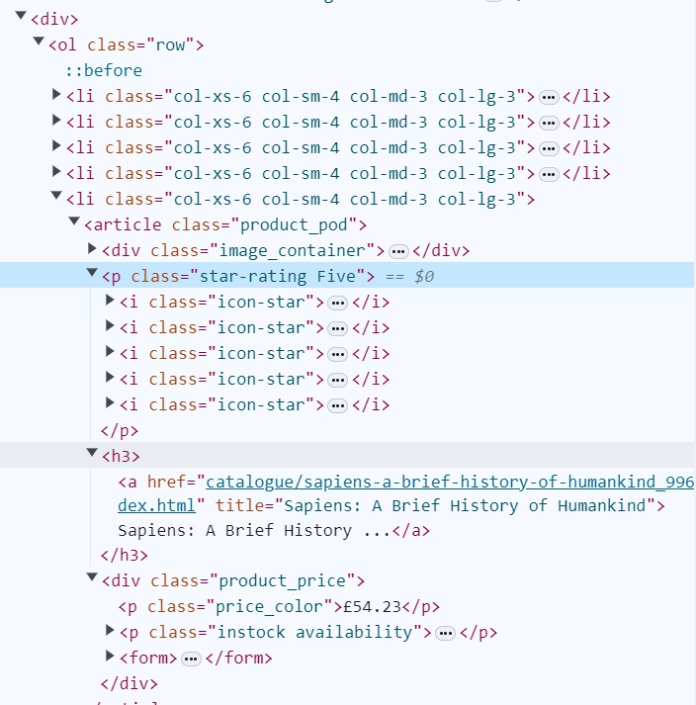 <div>
<ol class="row">
::before
<li class="col-xs-6 col-sm-4 col-md-3 col-lg-3">…</li>
<li class="col-xs-6 col-sm-4 col-md-3 col-lg-3">…</li>
<li class="col-xs-6 col-sm-4 col-md-3 col-lg-3">…</li>
<li class="col-xs-6 col-sm-4 col-md-3 col-lg-3">…</li>
<li class="col-xs-6 col-sm-4 col-md-3 col-lg-3">
<article class="product_pod">
<div class="image_container">…</div>
<p class="star-rating Five"> == $0
<i class="icon-star">…</i>
<i class="icon-star">…</i>
<i class="icon-star">…</i>
<i class="icon-star">…</i>
<i class="icon-star">…</i>
</p>
<h3>
<a href="catalogue/sapiens-a-brief-history-of-humankind_996
dex.html" title="Sapiens: A Brief History of Humankind">
Sapiens: A Brief History ...</a>
</h3>
<div class="product_price">
<p class="price_color">£54.23</p>
<p class="instock availability">…</p>
<form>…</form>
</div>